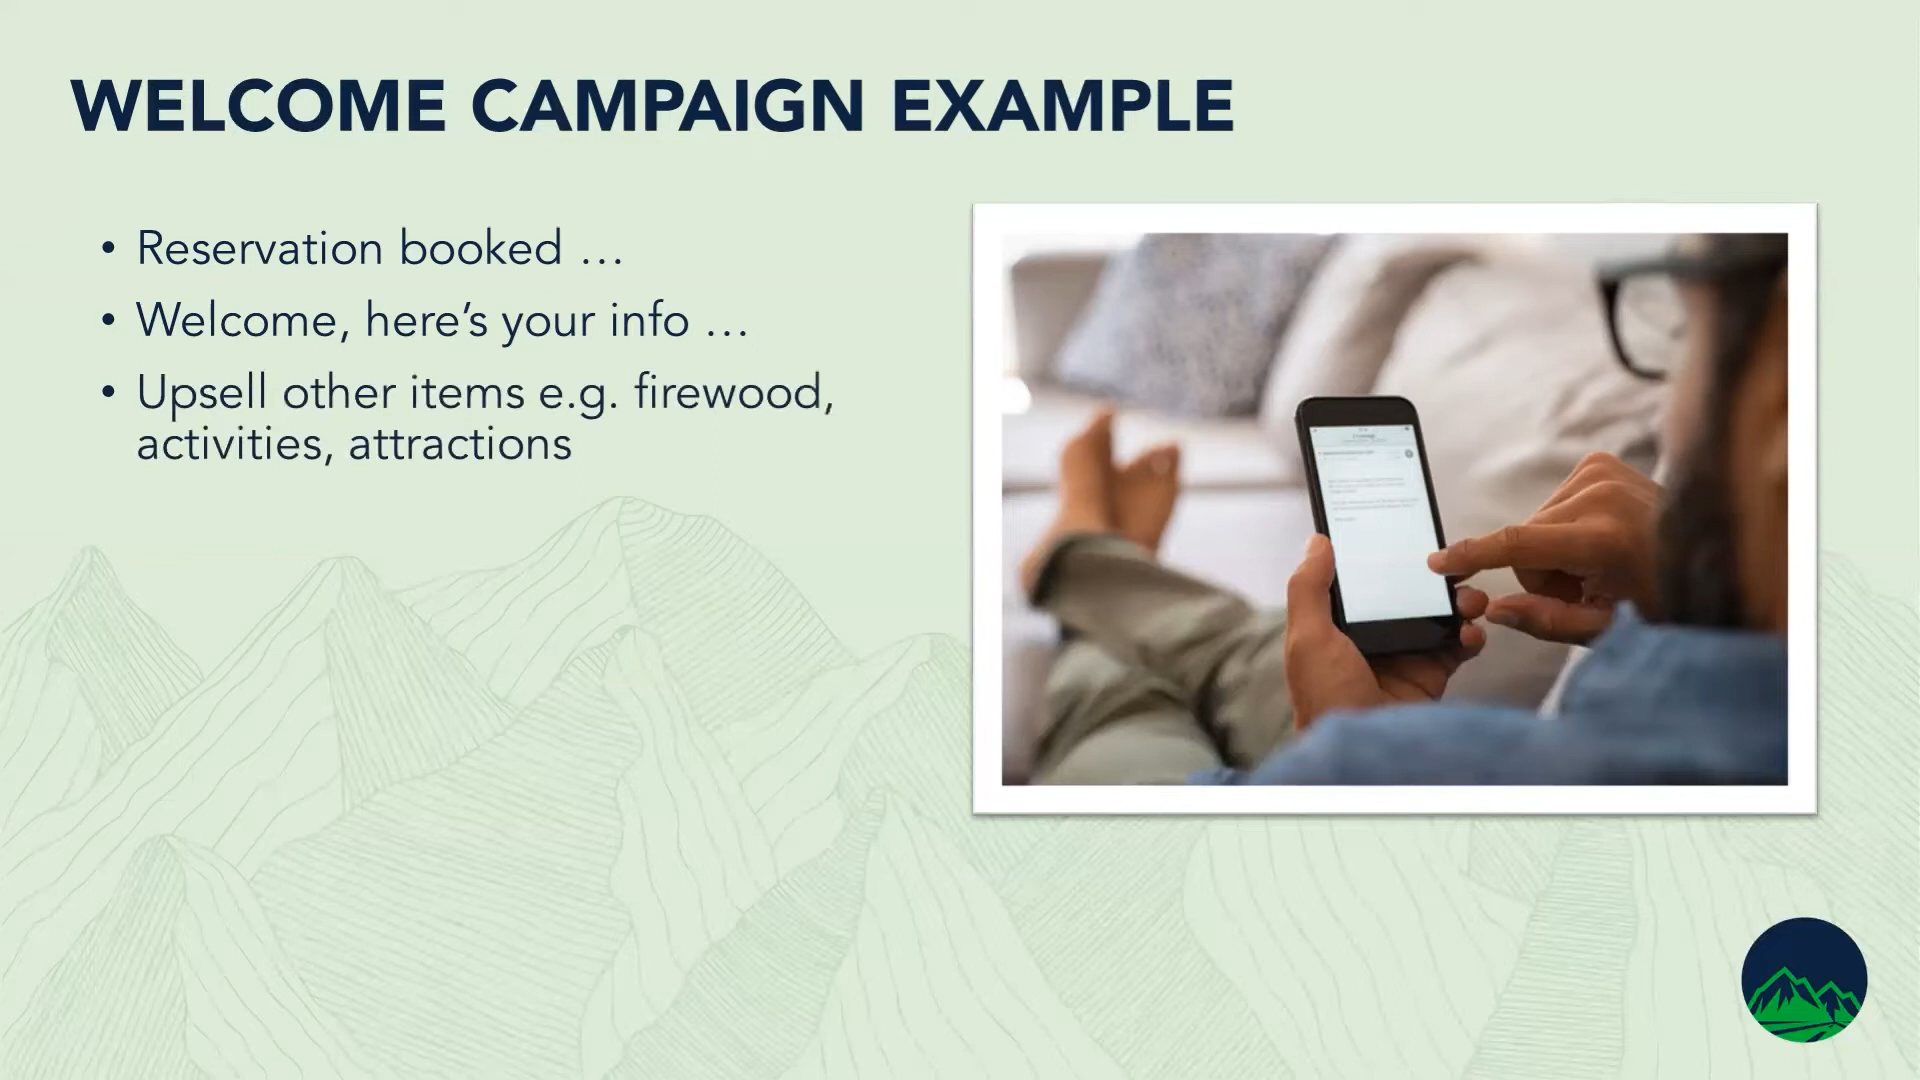 WELCOME CAMPAIGN EXAMPLE
• Reservation booked …
• Welcome, here’s your info …
• Upsell other items e.g. firewood,
activities, attractions